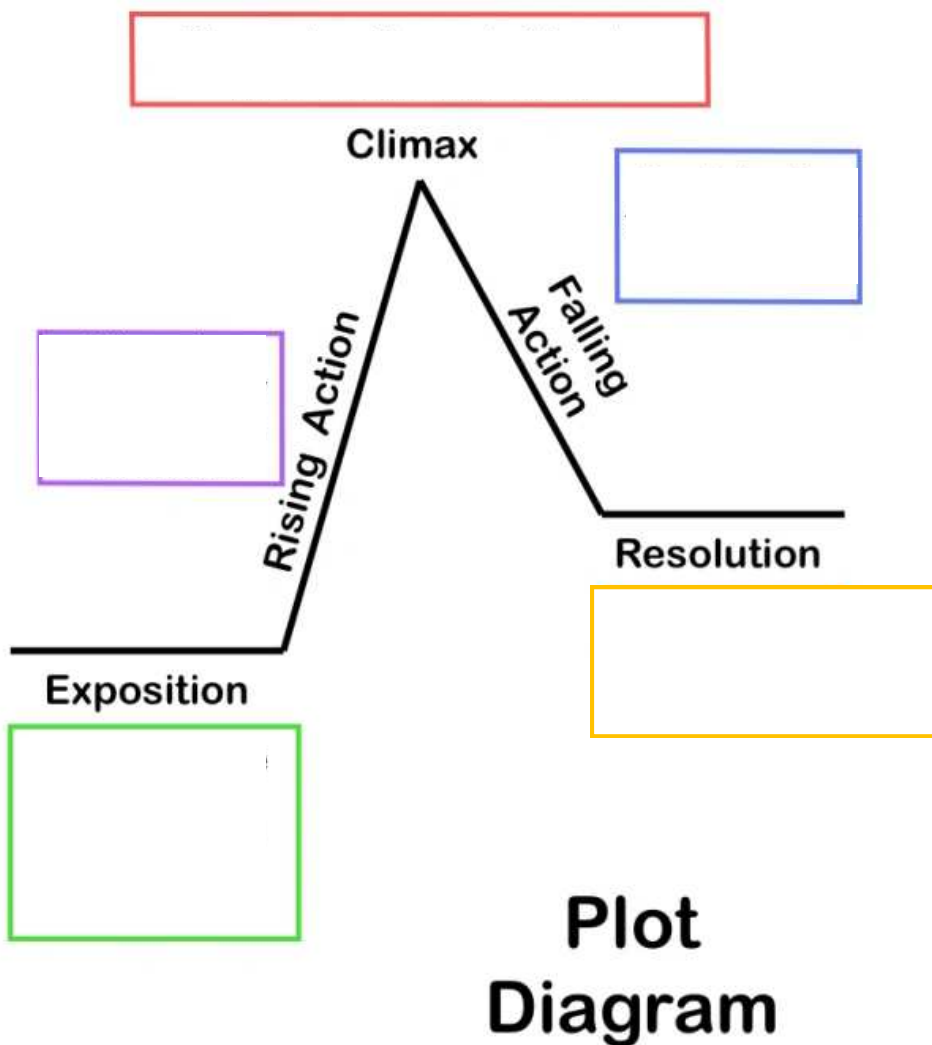 Climax
Falling
Action
Rising Action
Resolution
Exposition
Plot
Diagram